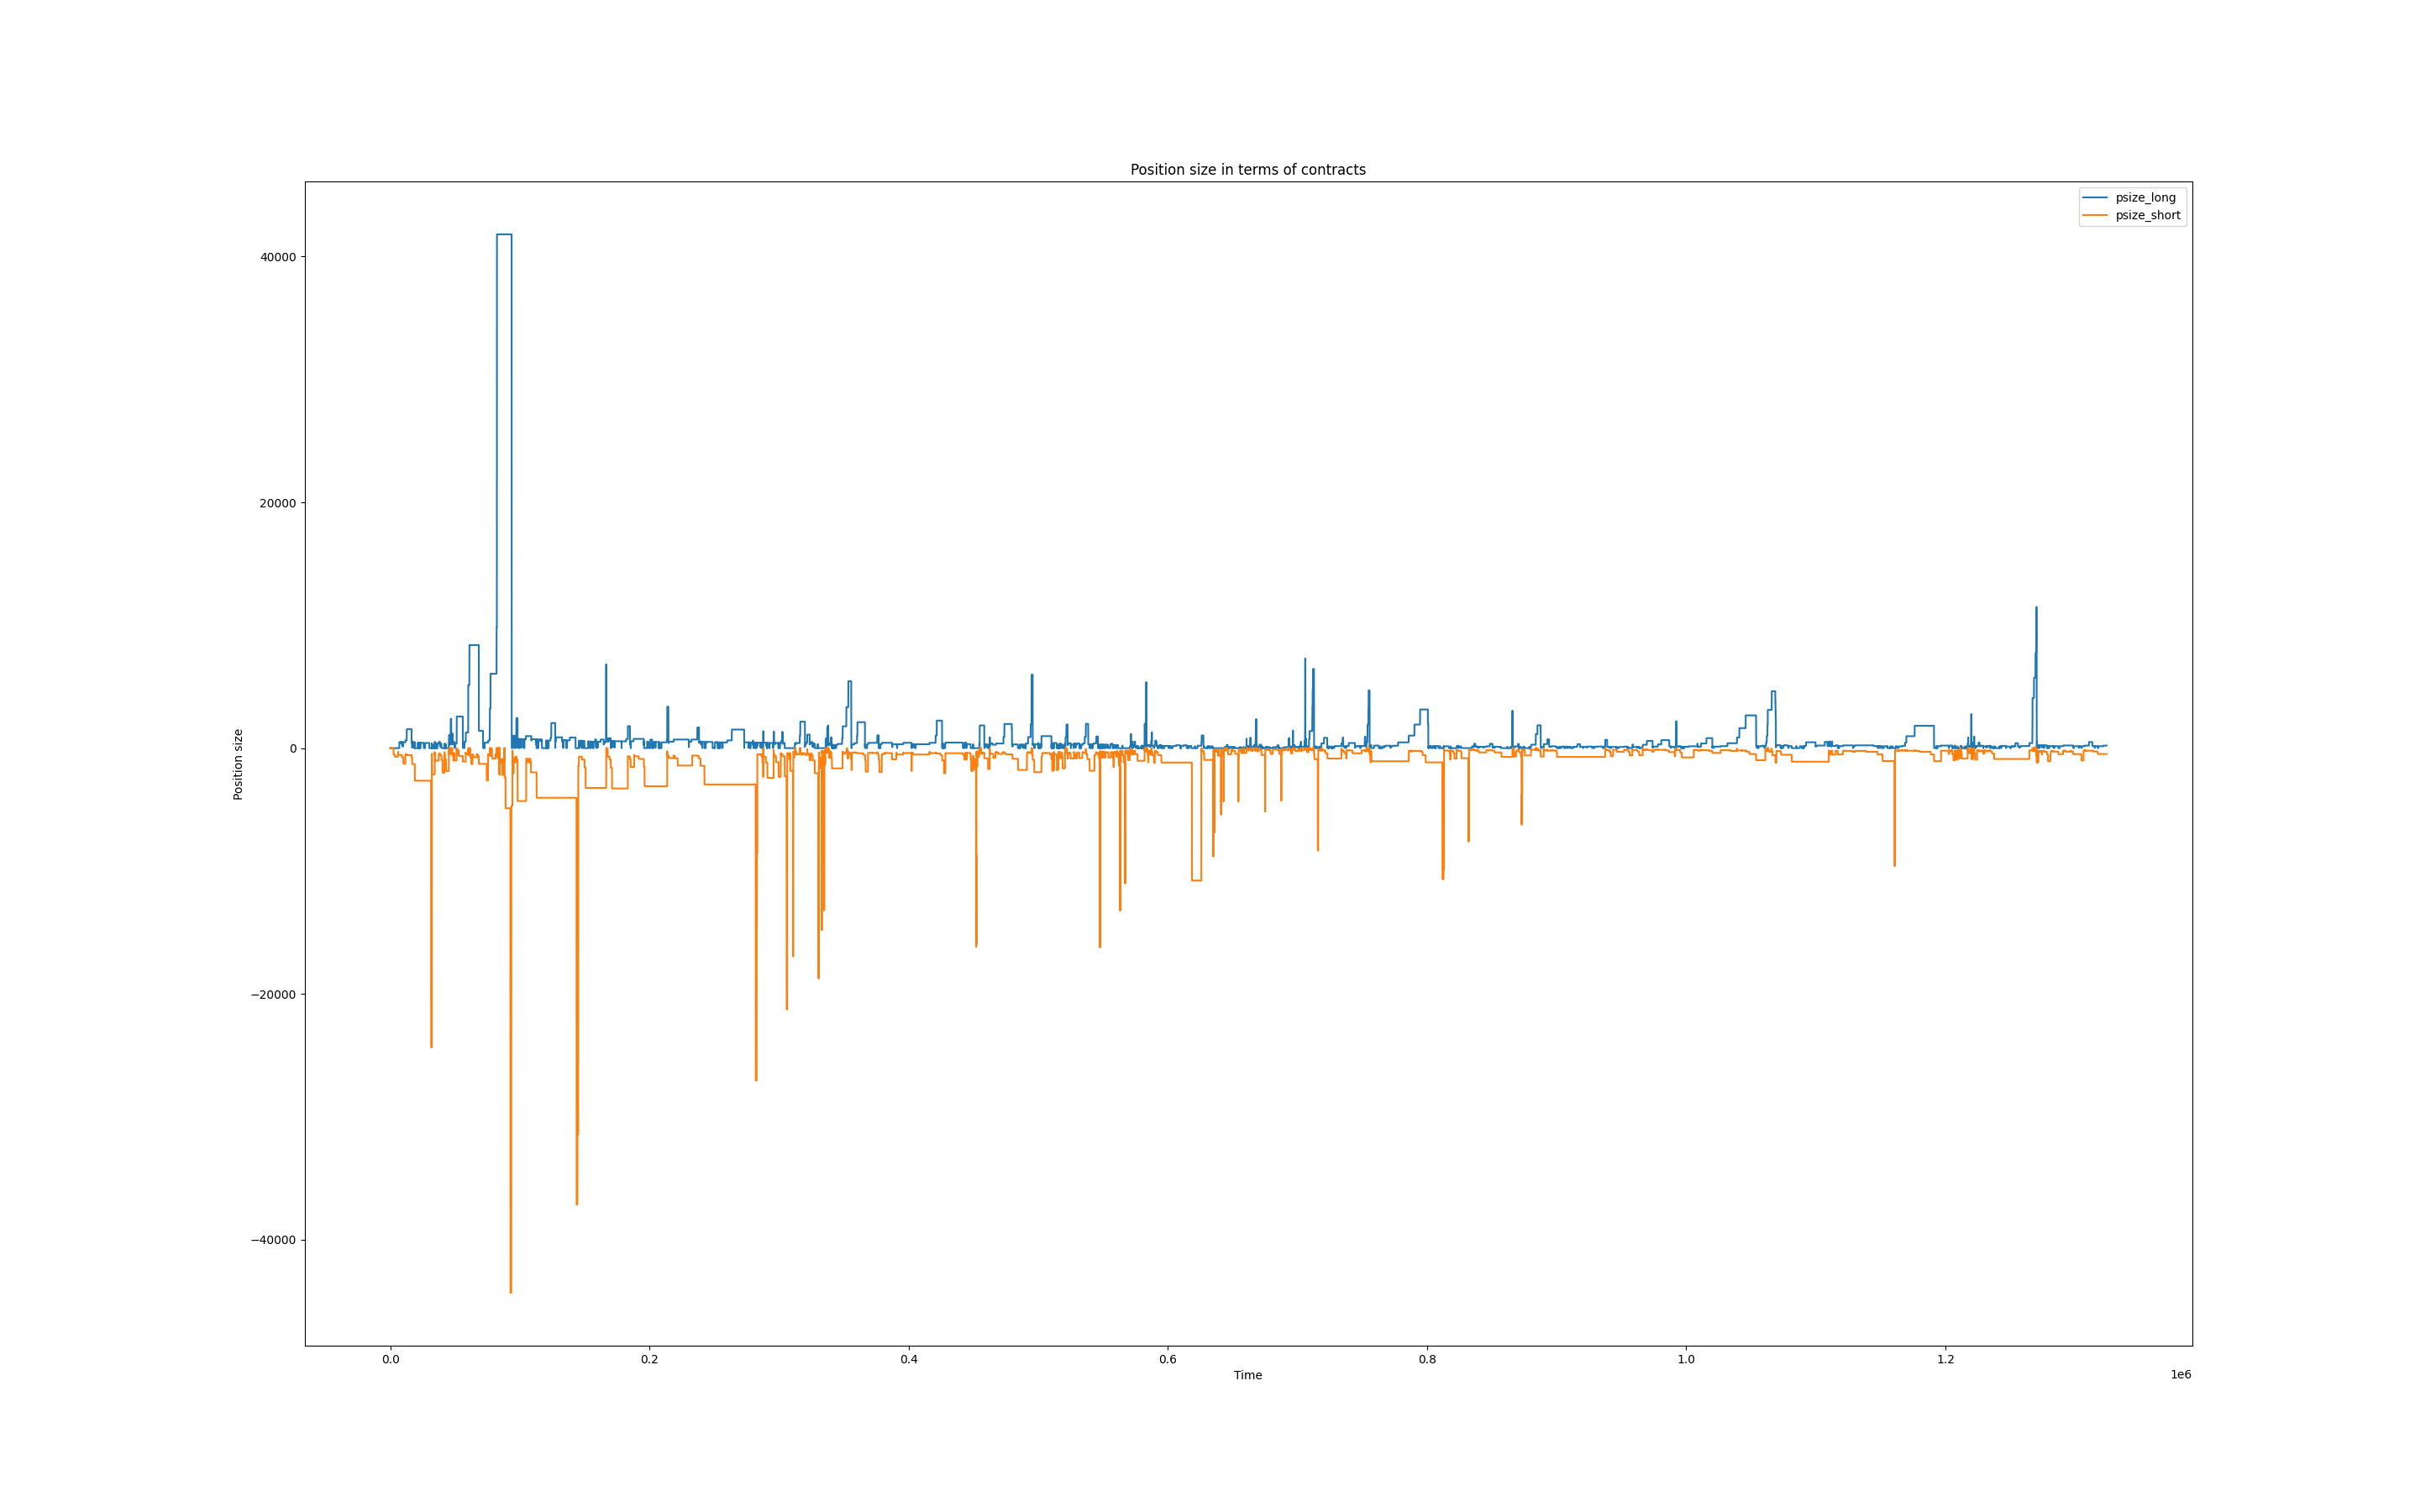 Position size in terms of contracts
psize_long
psize_short
40000
20000
0
−20000
−40000
Position size
0.0
0.2
0.4
0.6
0.8
1.0
1.2
1e6
Time